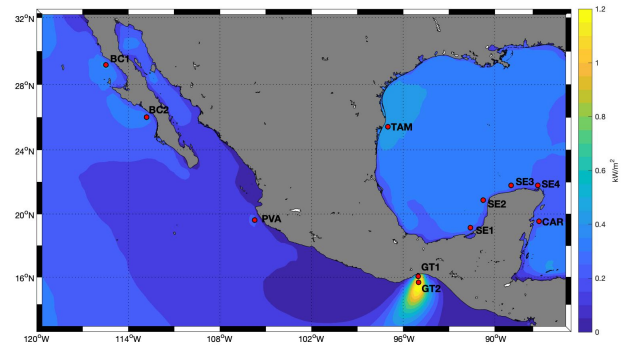 32°N
1.2
BC1
28°N
1
BC2
0.8
TAM
24°N
0.6
kW/m²
SE3
SE4
SE2
20°N
PVA
CAR
0.4
SE1
GT1
0.2
16°N
GT2
0
120°W
114°W
108°W
102°W
96°W
90°W